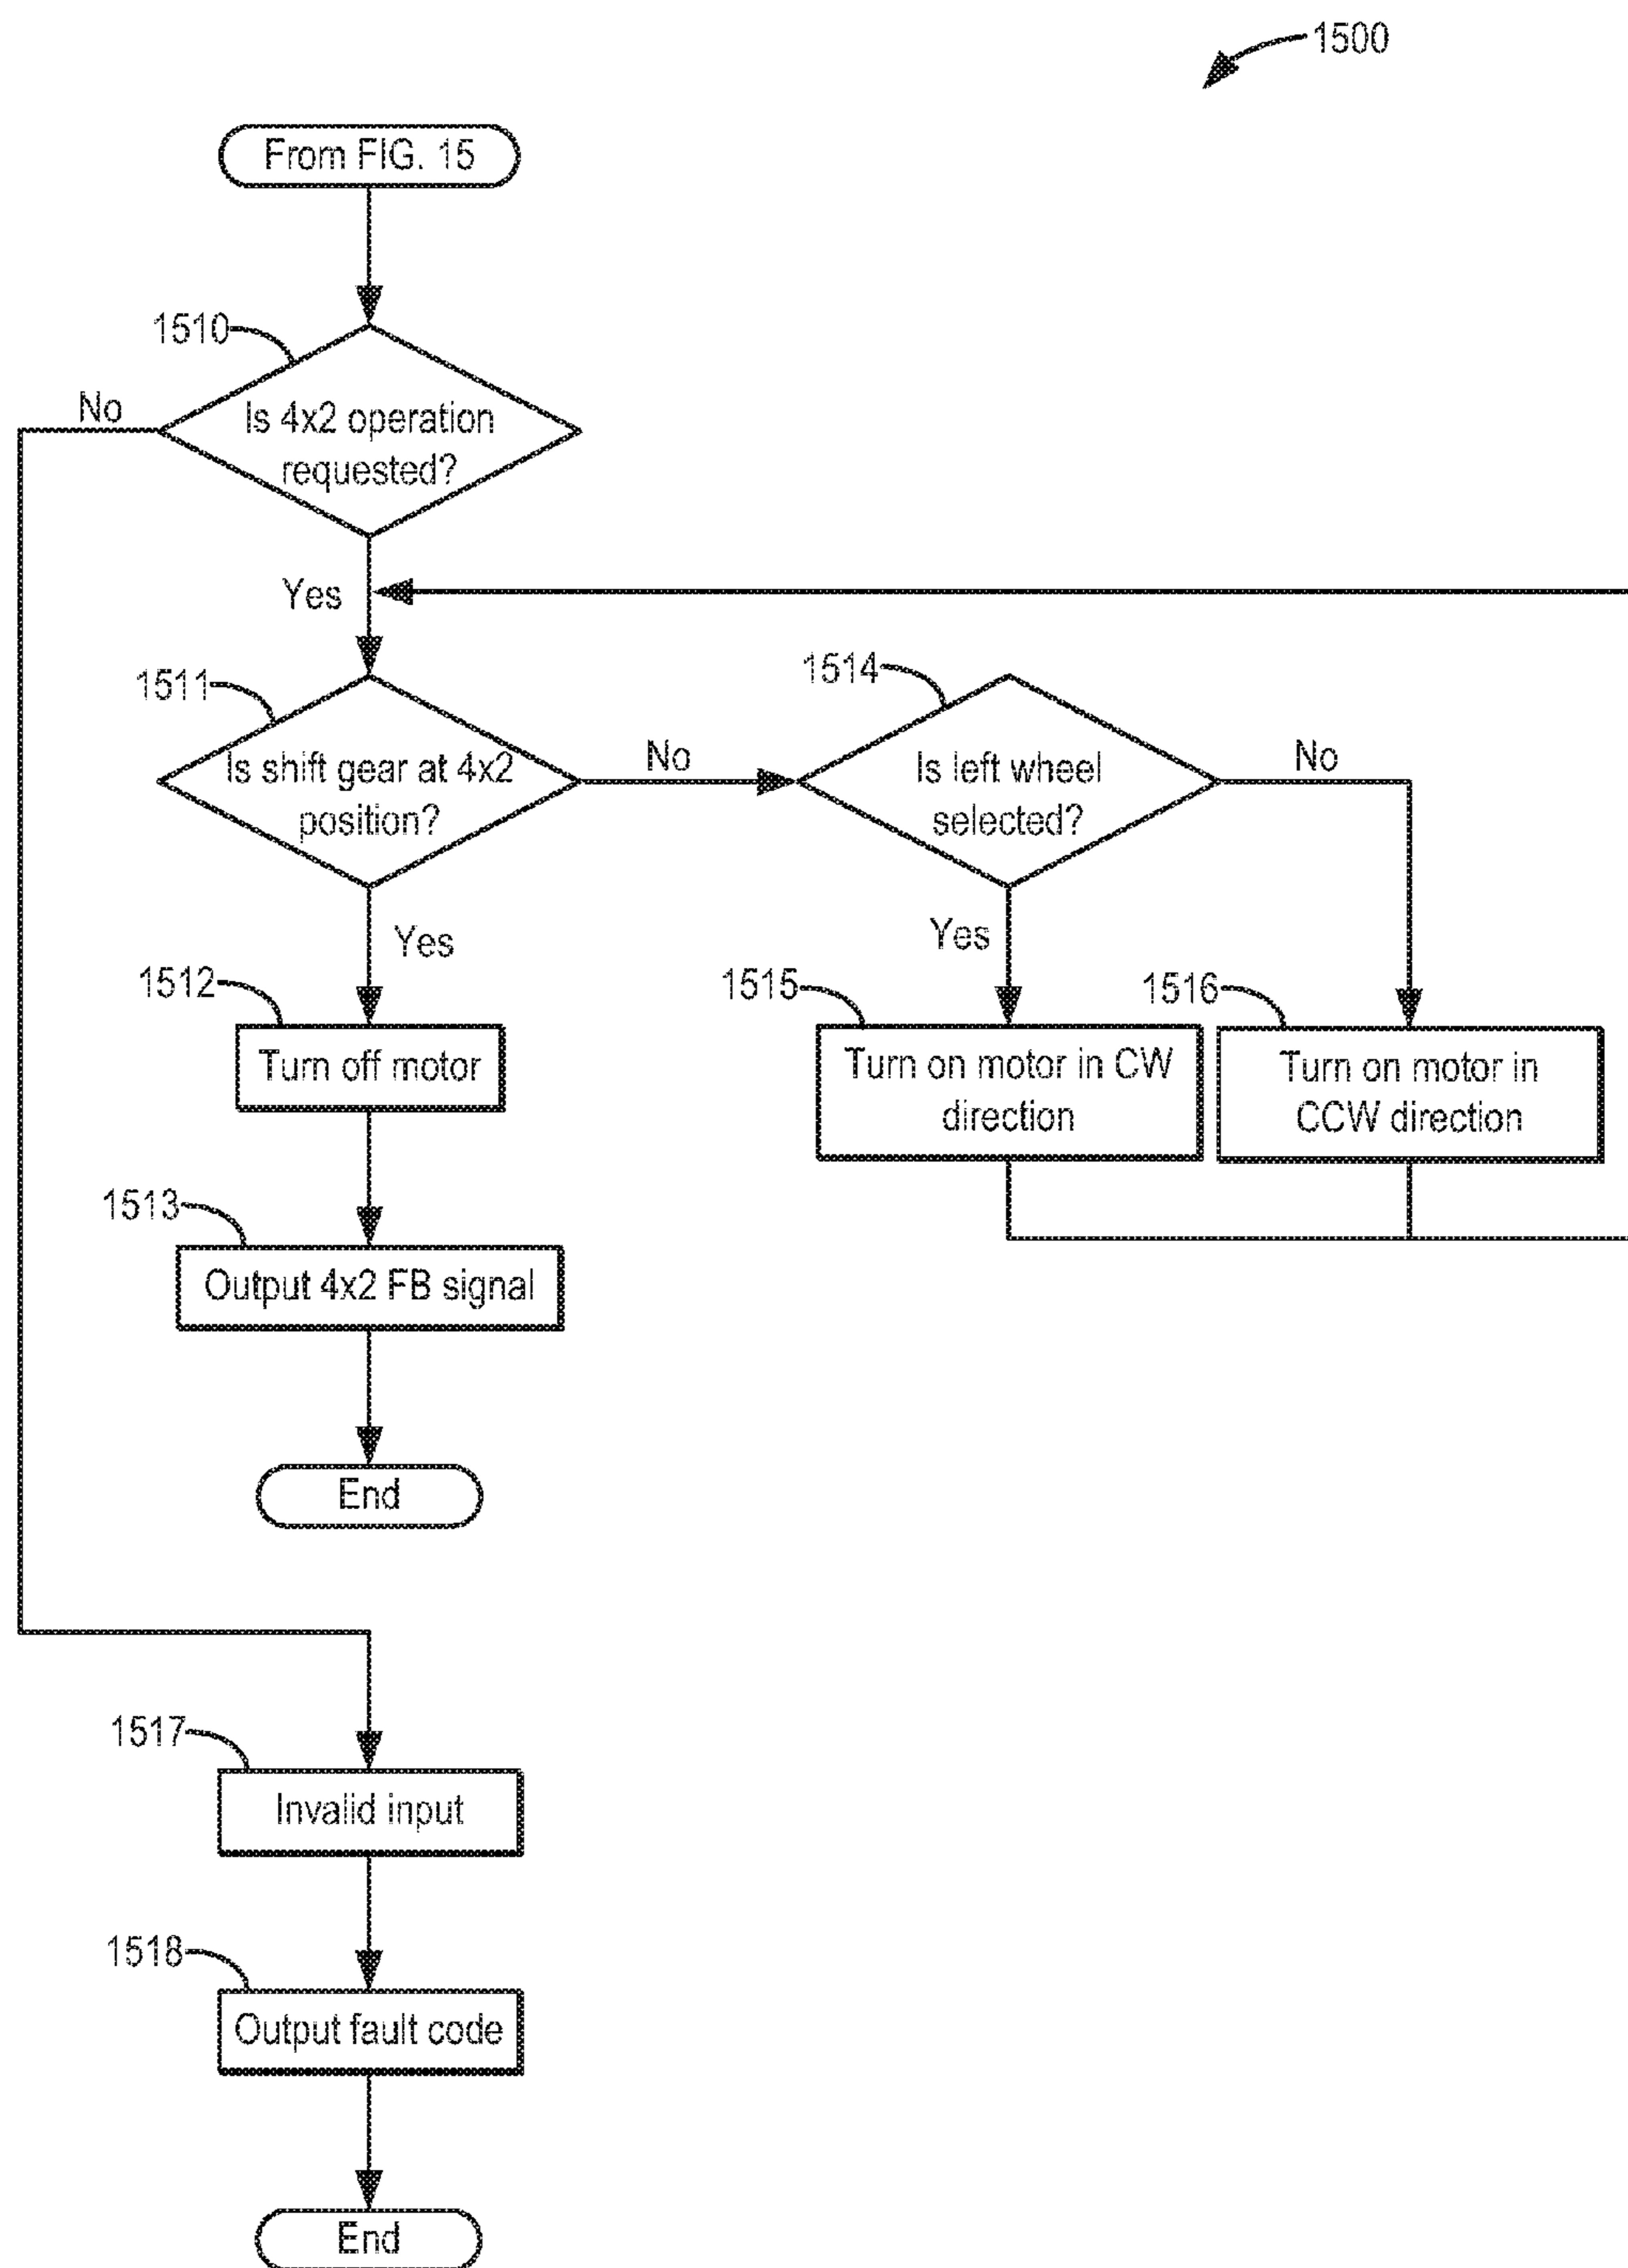 1500
From FIG. 15
1510
No
Is 4x2 operation
requested?
Yes
1511
Is shift gear at 4x2
position?
No
1514
Is left wheel
selected?
No
Yes
Yes
1512
Turn off motor
1515
Turn on motor in CW
direction
1516
Turn on motor in
CCW direction
1513
Output 4x2 FB signal
End
1517
Invalid input
1518
Output fault code
End